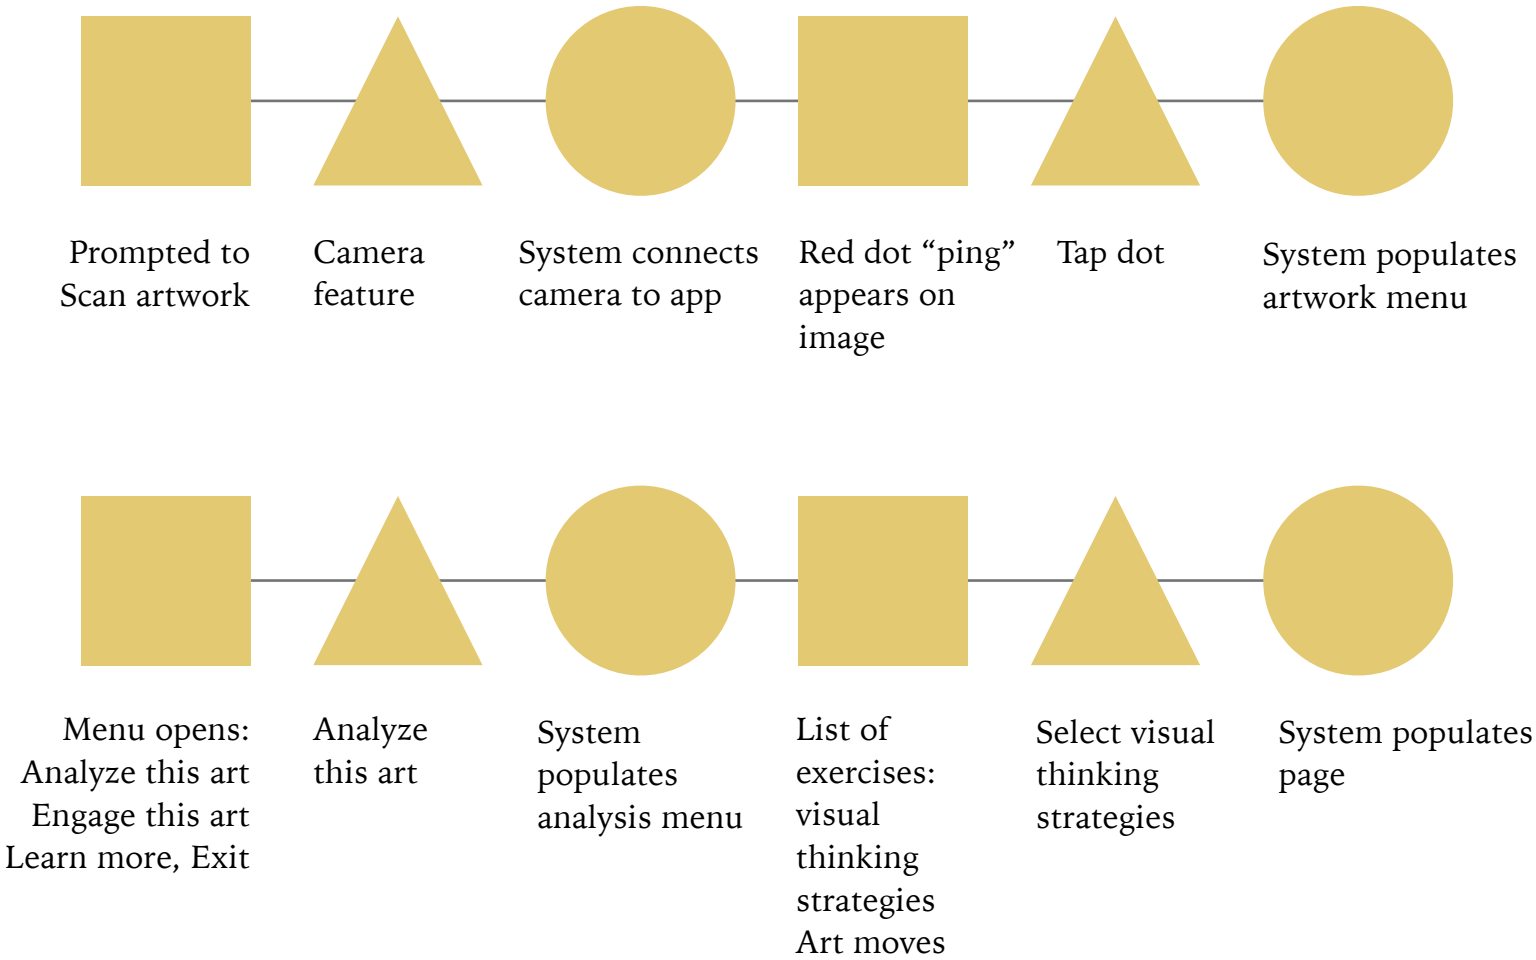 Prompted to
Scan artwork
Camera
feature
System connects
camera to app
Red dot “ping”
appears on
image
Tap dot
System populates
artwork menu
Menu opens:
Analyze this art
Engage this art
Learn more, Exit
Analyze
this art
System
populates
analysis menu
List of
exercises:
visual
thinking
strategies
Art moves
Select visual
thinking
strategies
System populates
page